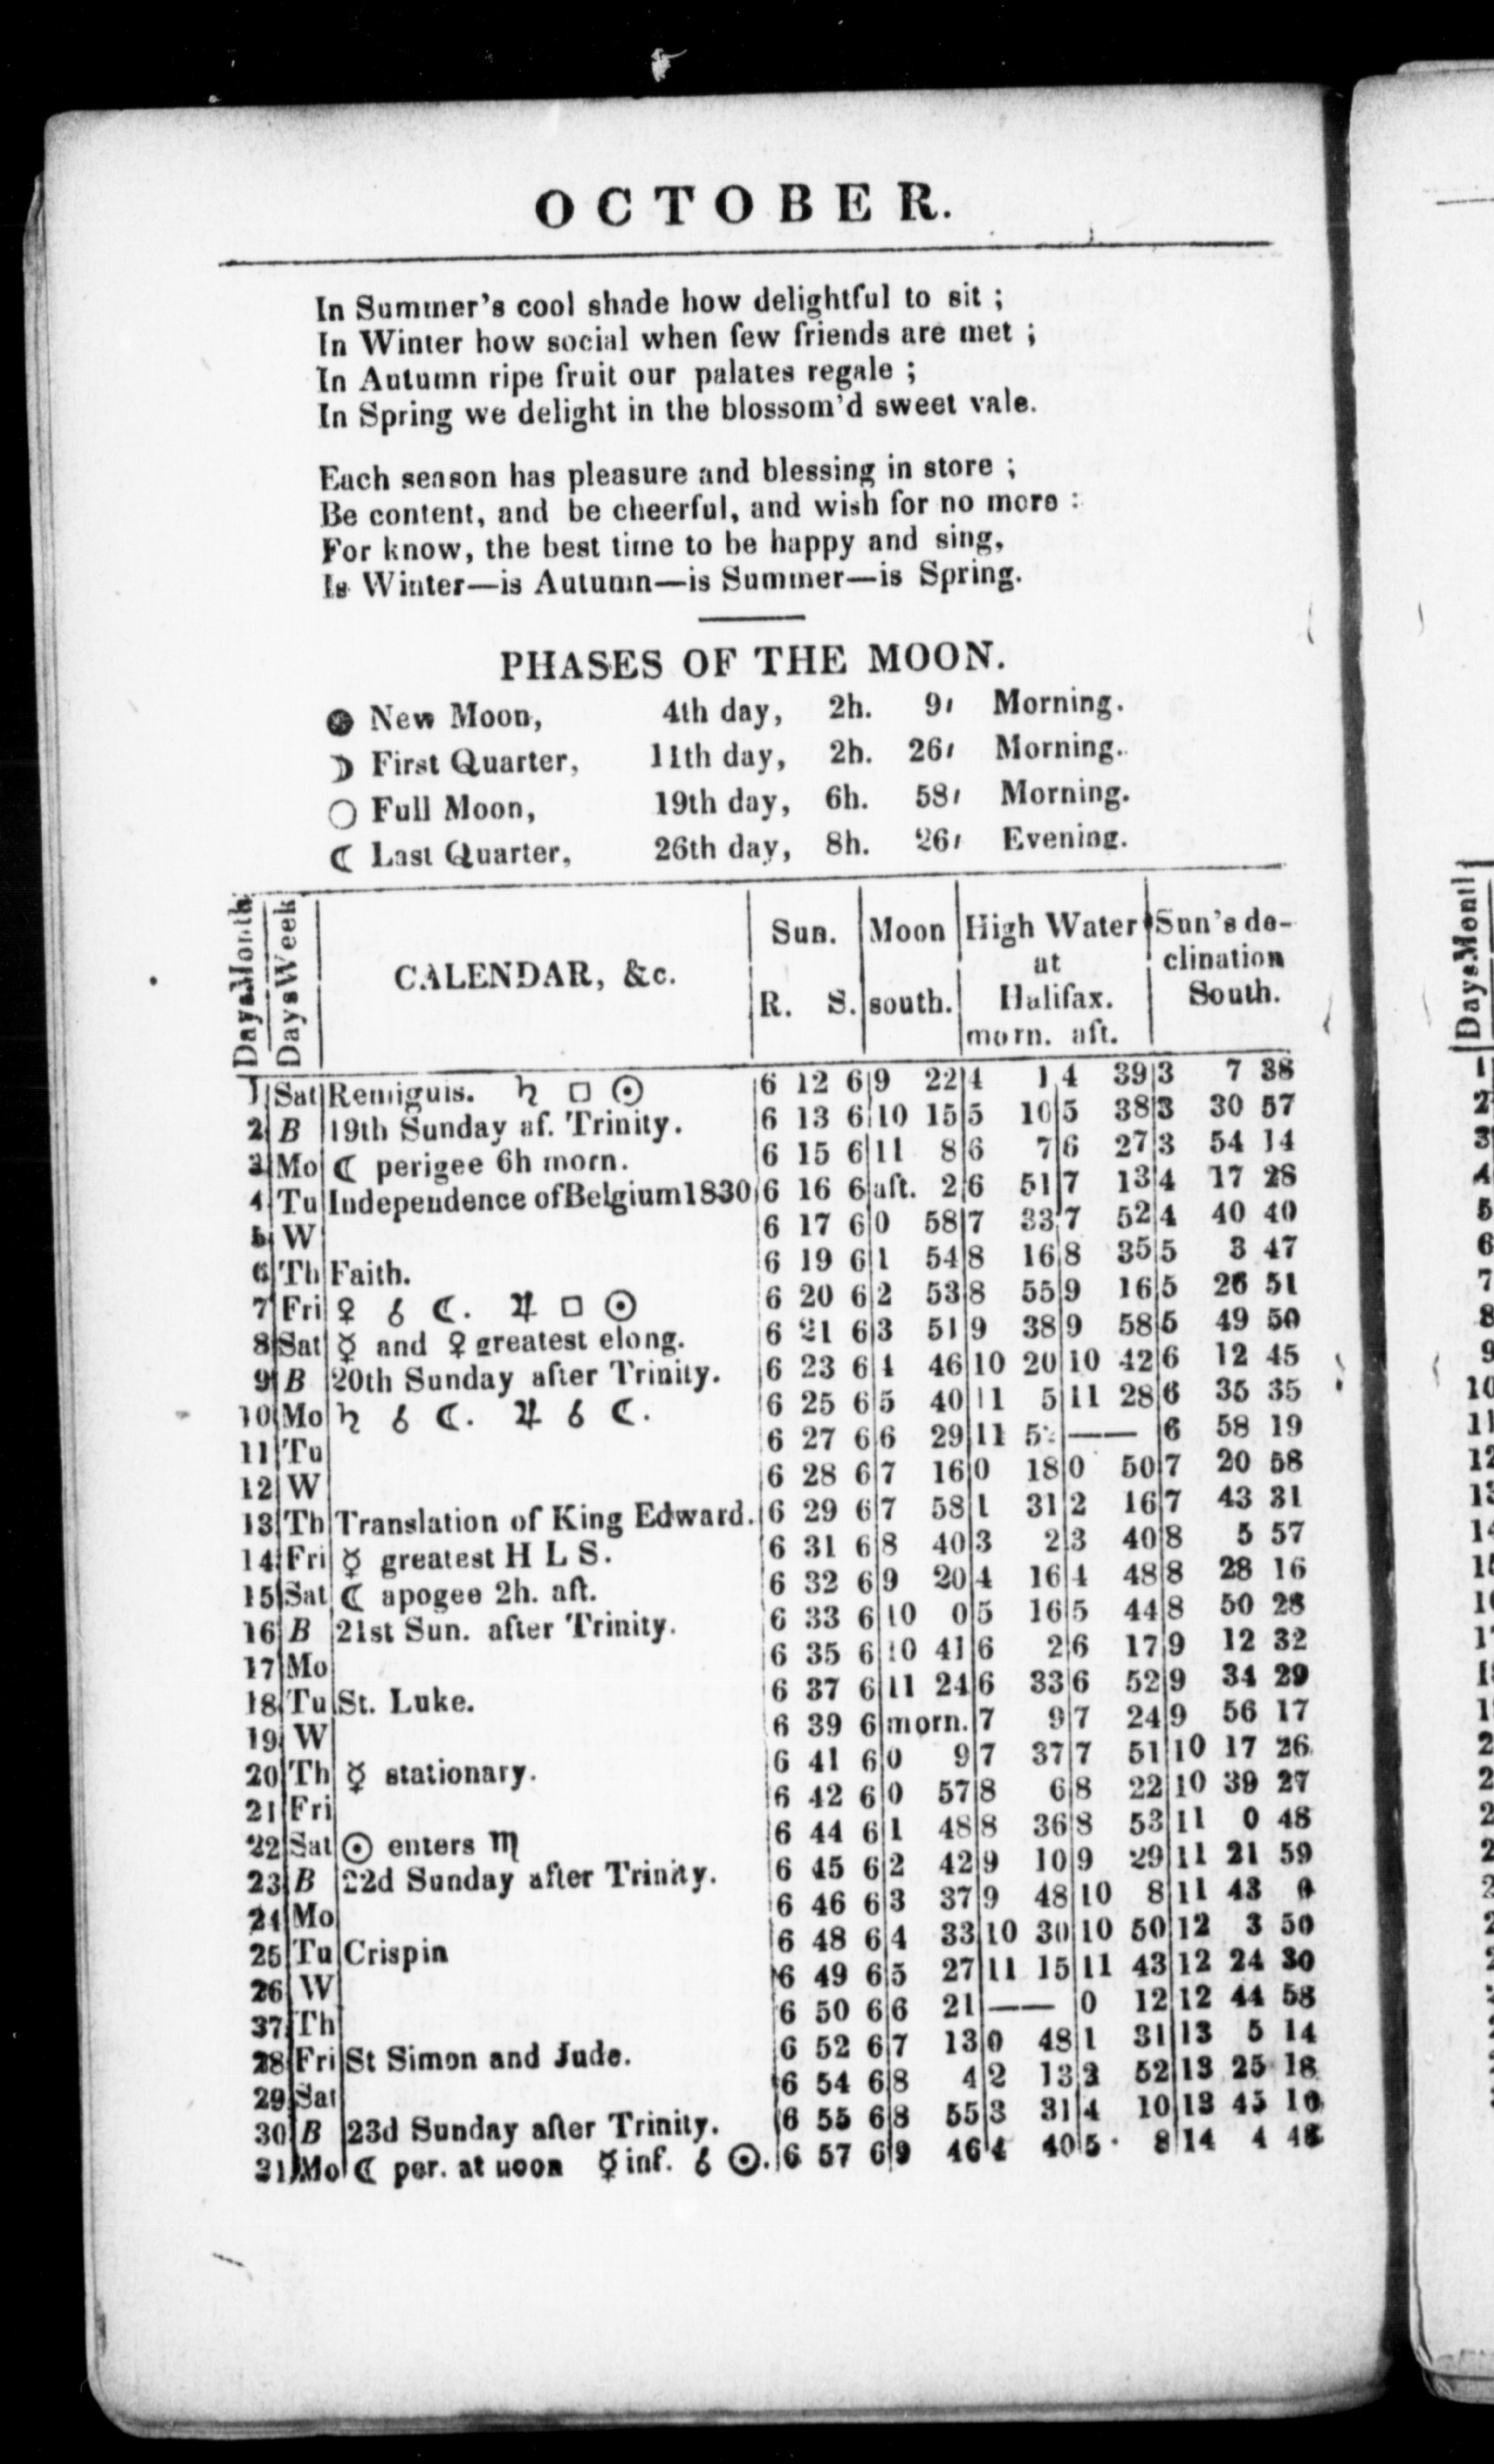 OCTOBER.
In Summer's cool shade how delightful to sit ;
In Winter how social when few friends are met ;
In Autumn ripe fruit our palates regale ;
In Spring we delight in the blossom'd sweet vale.
Each season has pleasure and blessing in store ;
Be content, and be cheerful, and wish for no more :
For know, the best time to be happy and sing,
Is Winter—is Autumn—is Summer—is Spring.
PHASES OF THE MOON.
● New Moon, 4th day, 2h. 9′ Morning.
☽ First Quarter, 11th day, 2h. 26′ Morning.
○ Full Moon, 19th day, 6h. 58′ Morning.
☾ Last Quarter, 26th day, 8h. 26′ Evening.
Days Month Days Week CALENDAR, &c. Sun. R. S. Moon south. High Water at Halifax. morn. aft. Sun's declination South.
1 Sat Remiguis. ♄ □ ☉ 6 12 6 9 22 4 1 4 39 3 7 38
2 B 19th Sunday af. Trinity. 6 13 6 10 15 5 10 5 38 3 30 57
3 Mo ☾ perigee 6h morn. 6 15 6 11 8 6 7 6 27 3 54 14
4 Tu Independence of Belgium 1830 6 16 6 aft. 2 6 51 7 13 4 17 28
5 W 6 17 6 0 58 7 33 7 52 4 40 40
6 Th Faith. 6 19 6 1 54 8 16 8 35 5 3 47
7 Fri ♀ ☌ ☾. ♃ □ ☉ 6 20 6 2 53 8 55 9 16 5 26 51
8 Sat ☿ and ♀ greatest elong. 6 21 6 3 51 9 38 9 58 5 49 50
9 B 20th Sunday after Trinity. 6 23 6 4 46 10 20 10 42 6 12 45
10 Mo ♄ ☌ ☾. ♃ ☌ ☾. 6 25 6 5 40 11 5 11 28 6 35 35
11 Tu 6 27 6 6 29 11 —— 6 58 19
12 W 6 28 6 7 16 0 18 0 50 7 20 58
13 Th Translation of King Edward. 6 29 6 7 58 1 31 2 16 7 43 31
14 Fri ☿ greatest H L S. 6 31 6 8 40 3 2 3 40 8 5 57
15 Sat ☾ apogee 2h. aft. 6 32 6 9 20 4 16 4 48 8 28 16
16 B 21st Sun. after Trinity. 6 33 6 10 0 5 16 5 44 8 50 28
17 Mo 6 35 6 10 41 6 2 6 17 9 12 32
18 Tu St. Luke. 6 37 6 11 24 6 33 6 52 9 34 29
19 W 6 39 6 morn. 7 9 7 24 9 56 17
20 Th ☿ stationary. 6 41 6 0 9 7 37 7 51 10 17 26
21 Fri 6 42 6 0 57 8 6 8 22 10 39 27
22 Sat ☉ enters ♏ 6 44 6 1 48 8 36 8 53 11 0 48
23 B 22d Sunday after Trinity. 6 45 6 2 42 9 10 9 29 11 21 59
24 Mo 6 46 6 3 37 9 48 10 8 11 43 0
25 Tu Crispin 6 48 6 4 33 10 30 10 50 12 3 50
26 W 6 49 6 5 27 11 15 11 43 12 24 30
37 Th 6 50 6 6 21 —— 0 12 12 44 58
28 Fri St Simon and Jude. 6 52 6 7 13 0 48 1 31 13 5 14
29 Sat 6 54 6 8 4 2 13 52 13 25 18
30 B 23d Sunday after Trinity. 6 55 6 8 55 3 31 4 10 13 45 10
31 Mo ☾ per. at noon ☿ inf. ☌ ☉. 6 57 6 9 46 4 40 5 8 14 4 48
Days Month
1
2
3
4
5
6
7
8
9
10
11
12